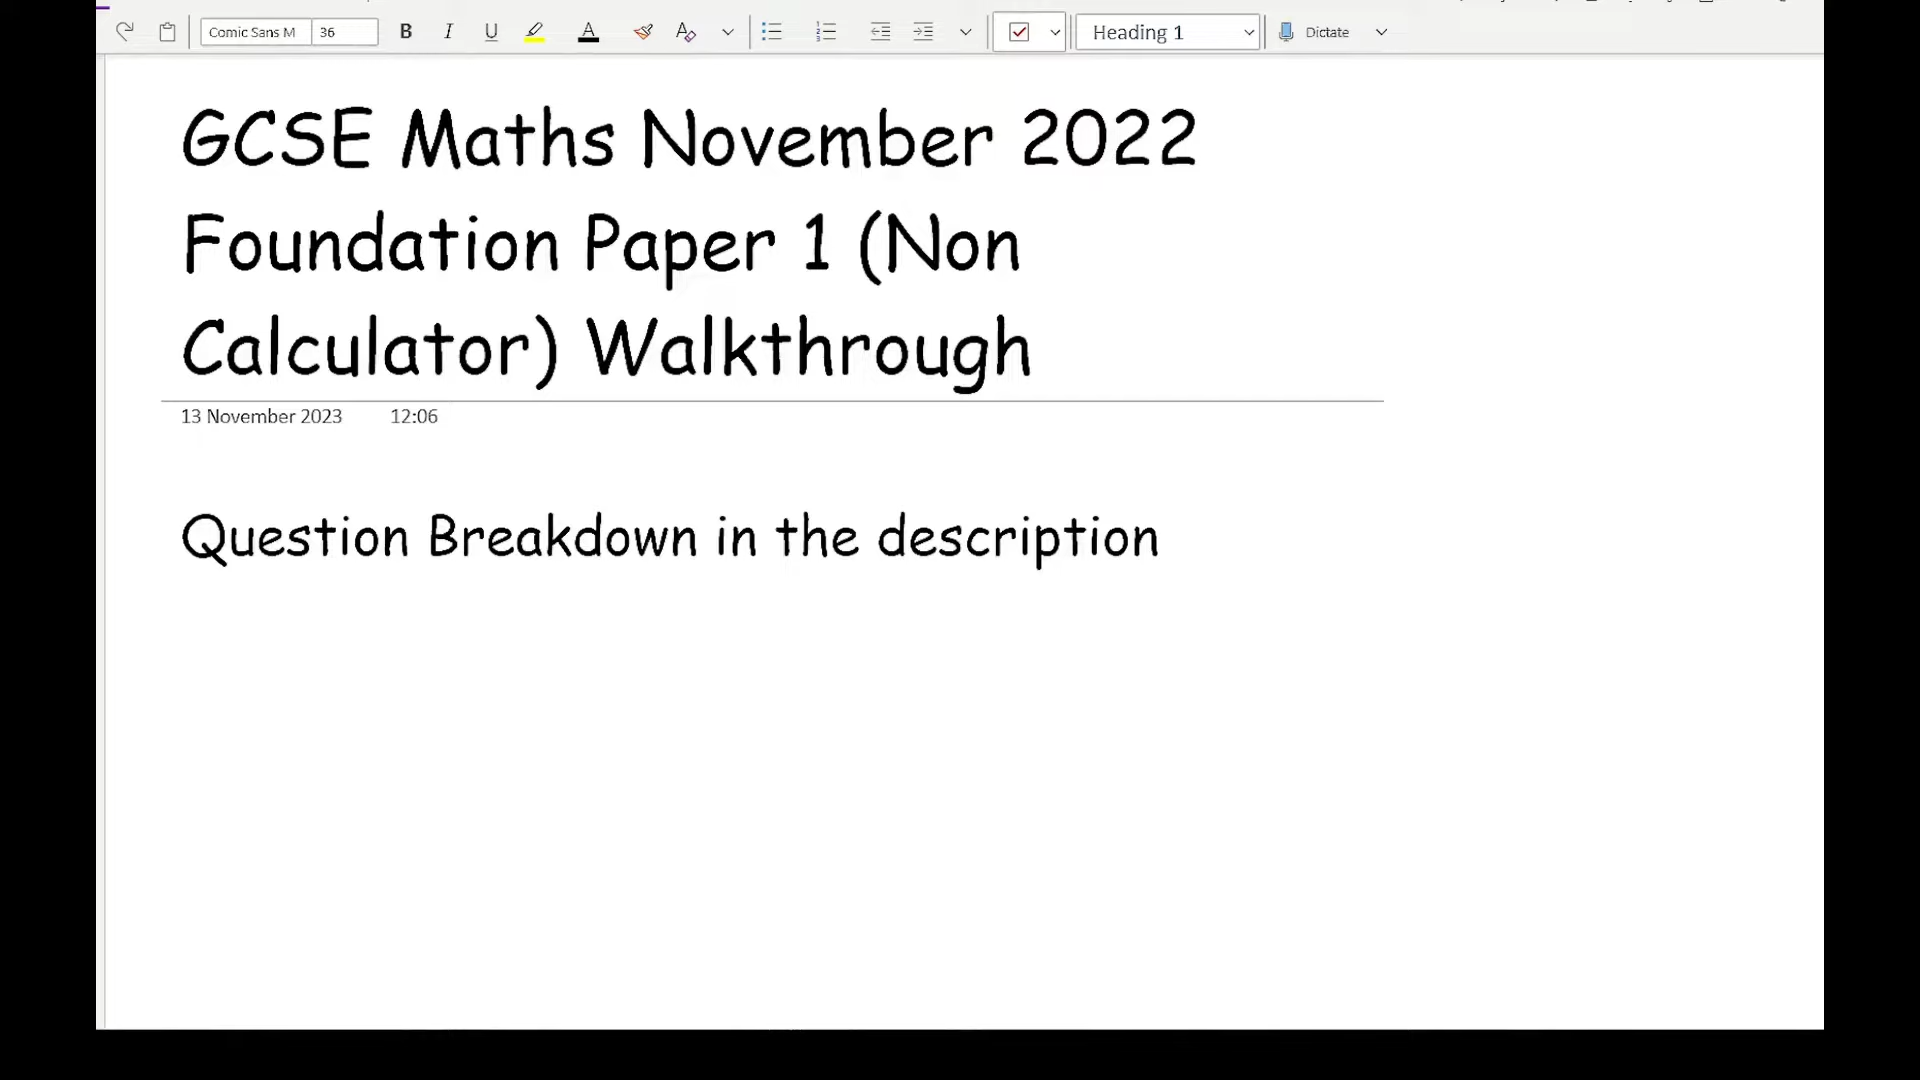 Comic Sans M 36 B I U A A Heading 1 Dictate
GCSE Maths November 2022
Foundation Paper 1 (Non
Calculator) Walkthrough
13 November 2023 12:06
Question Breakdown in the description